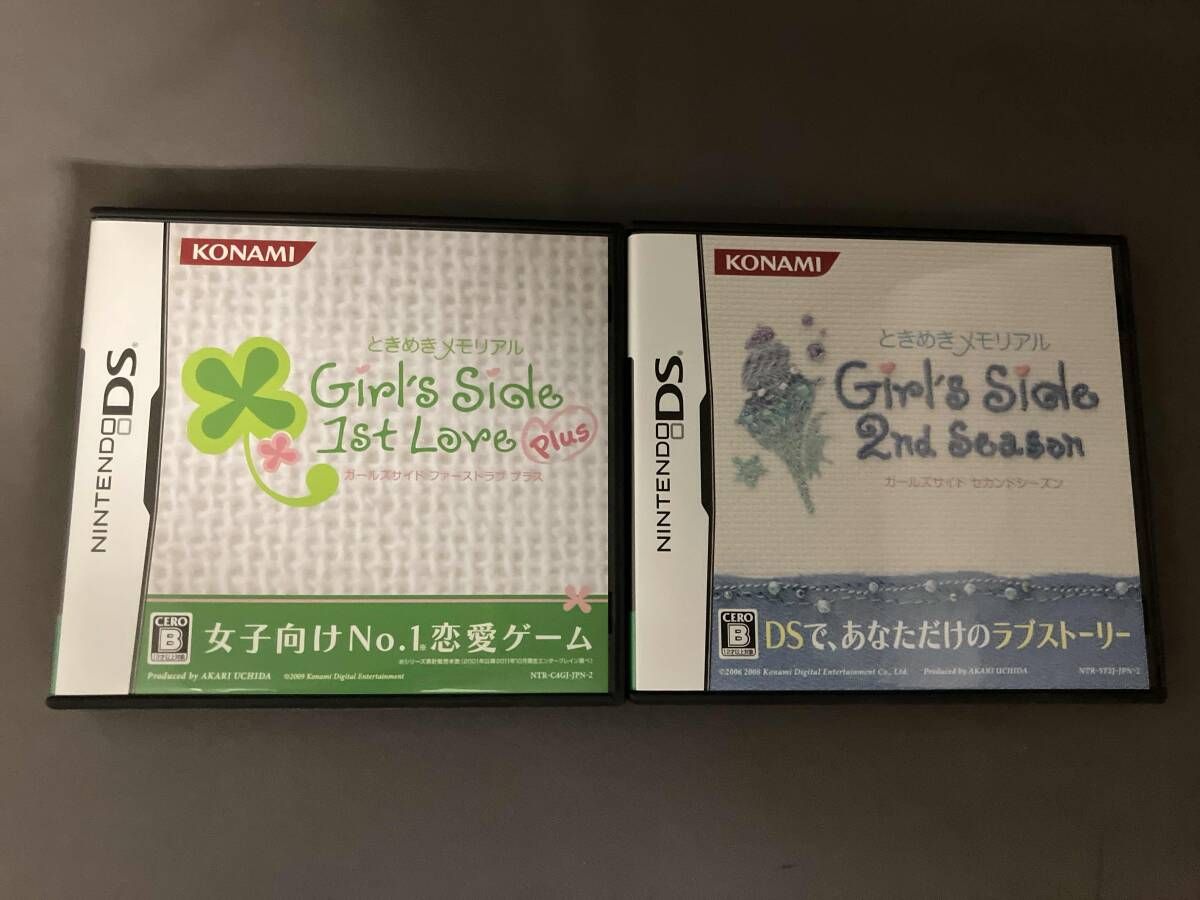 KONAMI
NINTENDO DS
ときめきメモリアル
Girl's Side
1st Love Plus
ガールズサイド ファーストラブ プラス
CERO
B
女子向けNo.1※恋愛ゲーム
Produced by AKARI UCHIDA
©2009 Konami Digital Entertainment
NTR-C4GJ-JPN-2
KONAMI
NINTENDO DS
ときめきメモリアル
Girl's Side
2nd Season
ガールズサイド セカンドシーズン
CERO
B
DSで、あなただけのラブストーリー
©2006 2008 Konami Digital Entertainment Co., Ltd.
Produced by AKARI UCHIDA